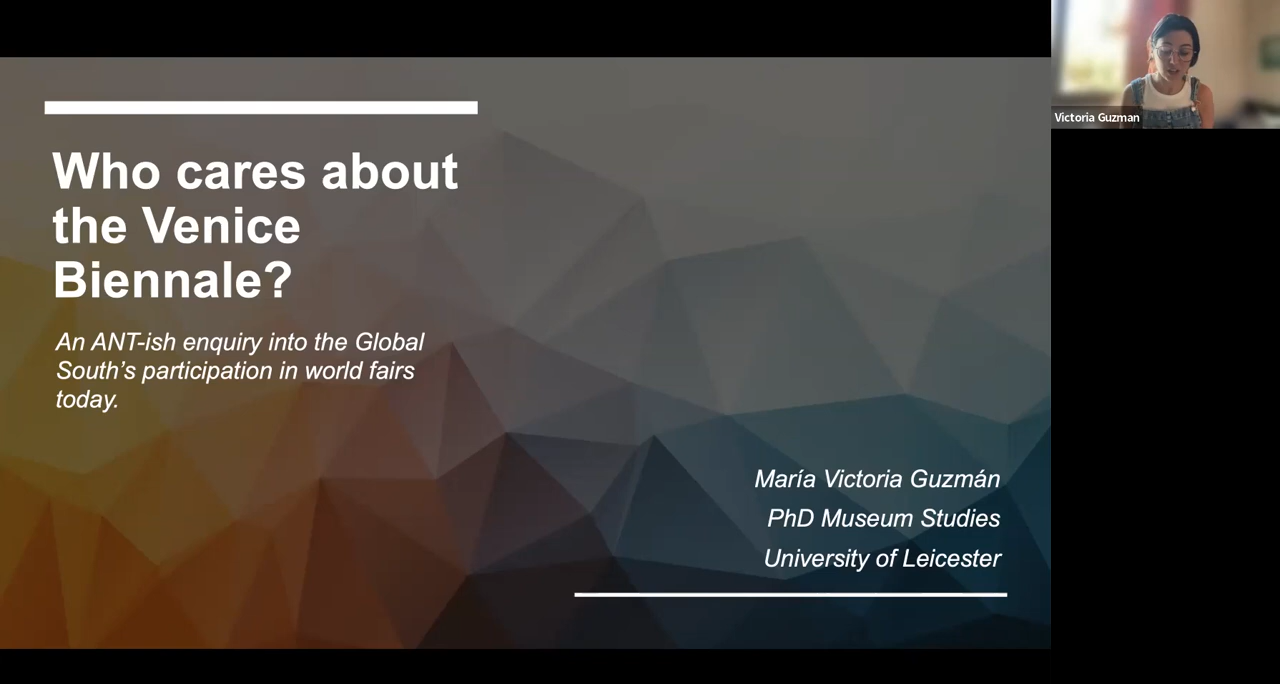 Who cares about
the Venice
Biennale?
An ANT-ish enquiry into the Global
South’s participation in world fairs
today.
María Victoria Guzmán
PhD Museum Studies
University of Leicester
Victoria Guzman